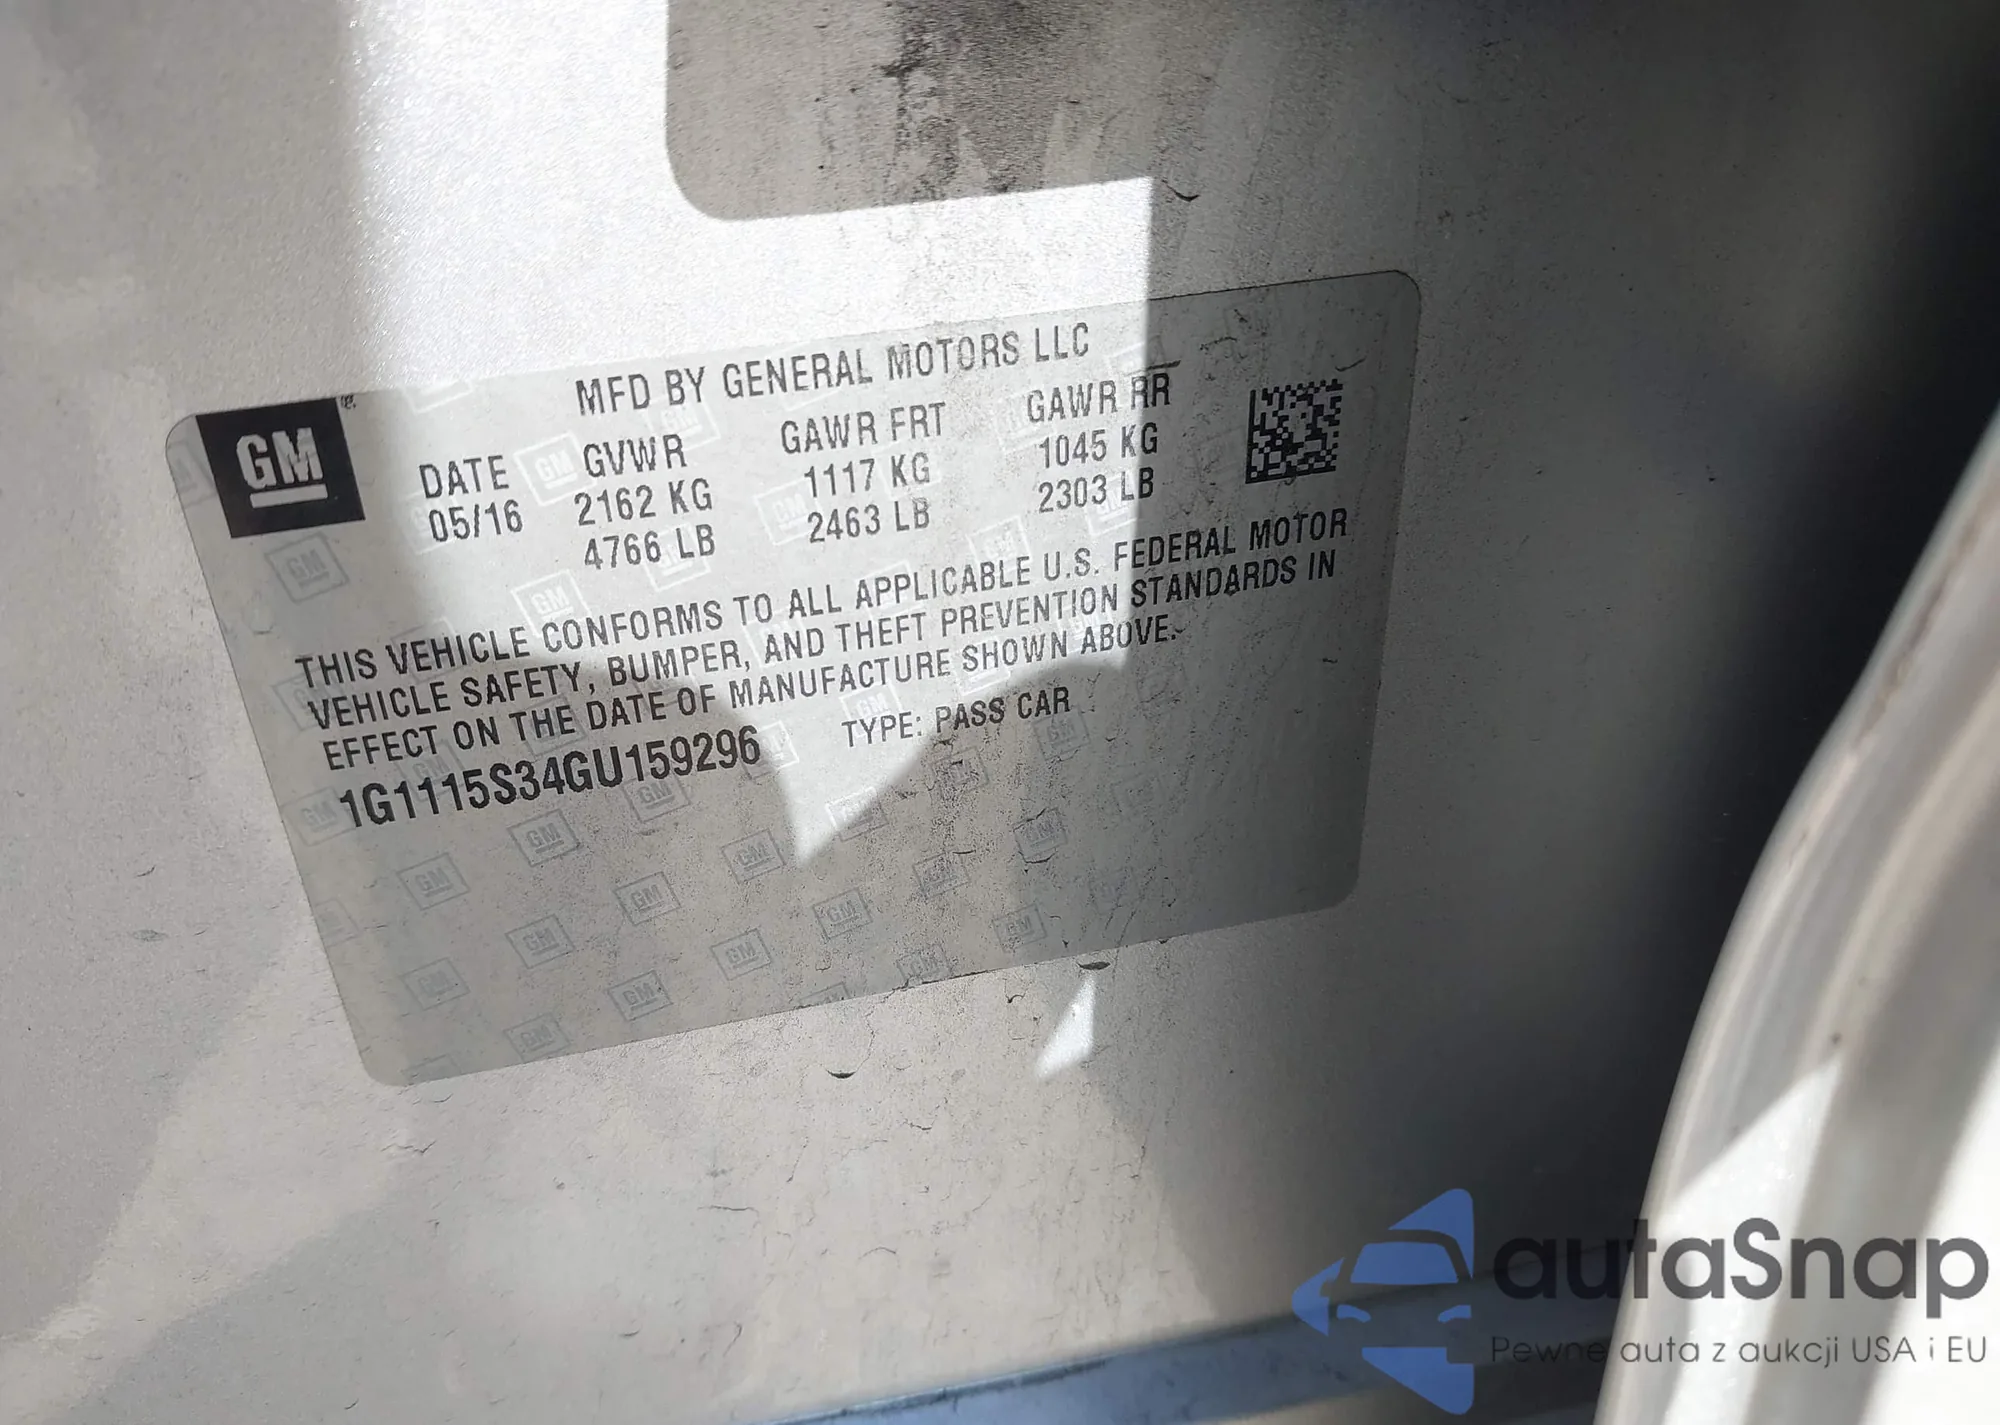 MFD BY GENERAL MOTORS LLC
GM
DATE GVWR GAWR FRT GAWR RR
05/16 2162 KG 1117 KG 1045 KG
4766 LB 2463 LB 2303 LB
THIS VEHICLE CONFORMS TO ALL APPLICABLE U.S. FEDERAL MOTOR
VEHICLE SAFETY, BUMPER, AND THEFT PREVENTION STANDARDS IN
EFFECT ON THE DATE OF MANUFACTURE SHOWN ABOVE.
1G1115S34GU159296 TYPE: PASS CAR
autaSnap
Pewne auta z aukcji USA i EU